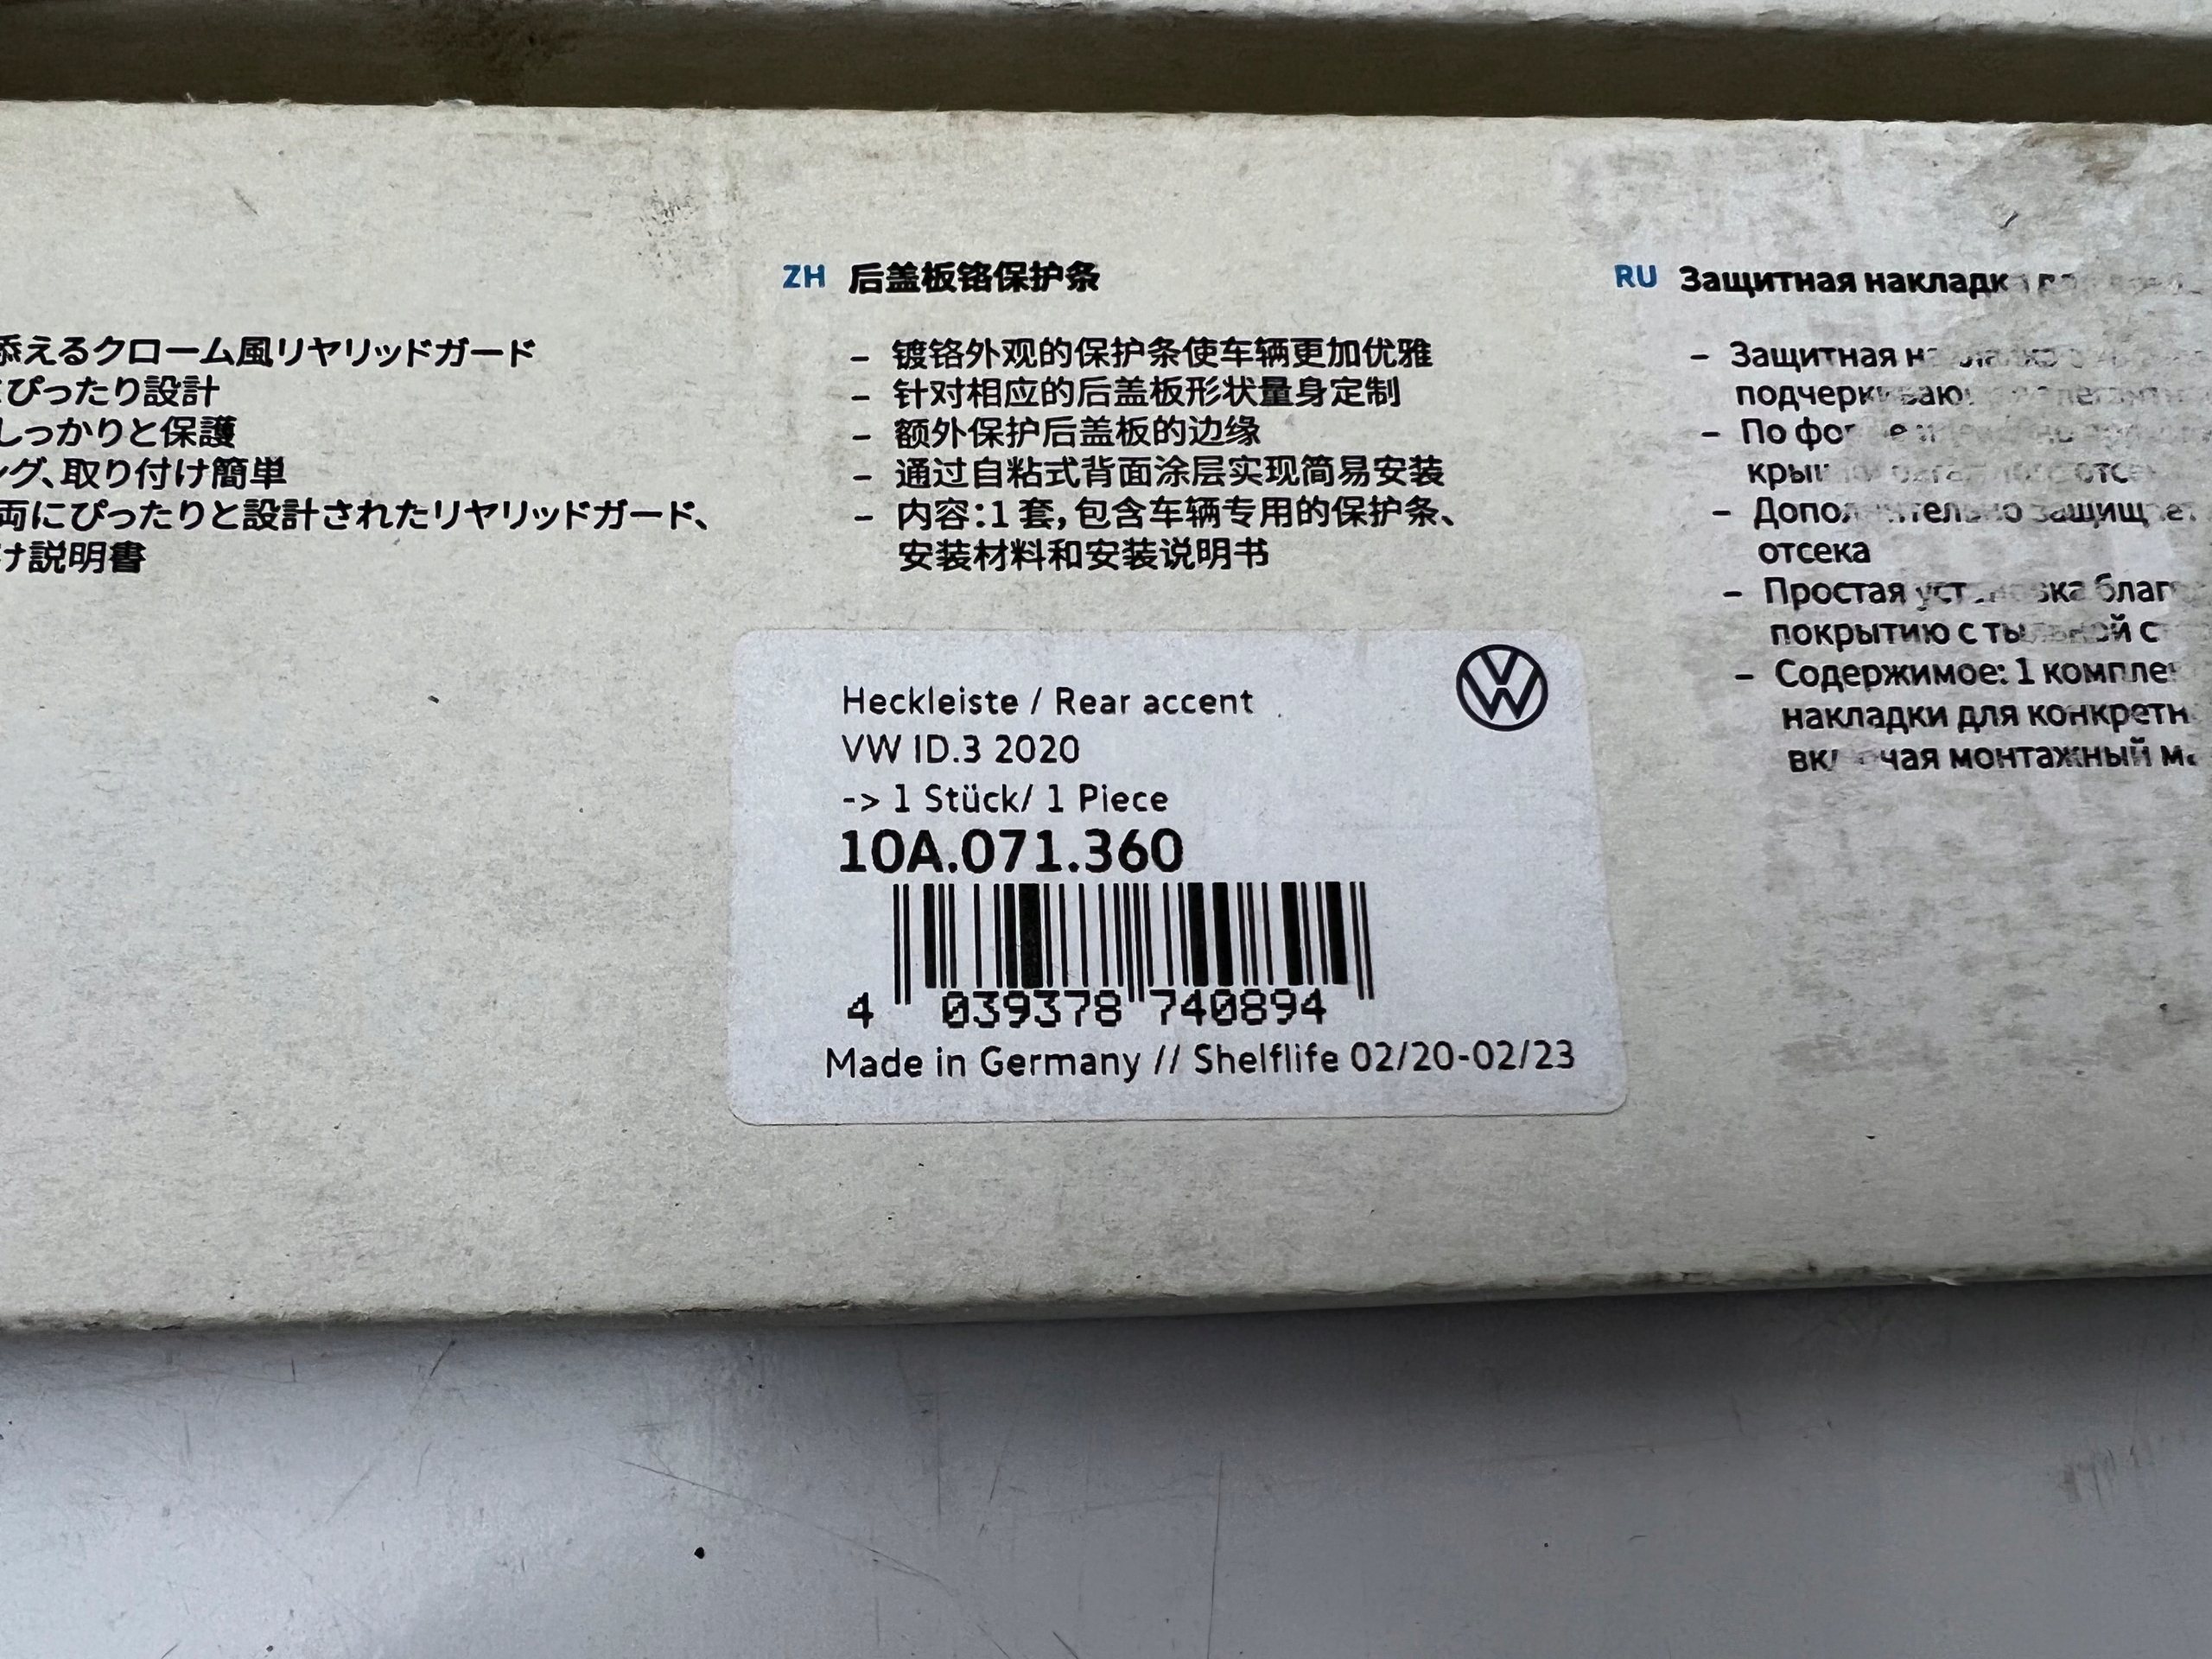 添えるクローム風リヤリッドガード
ぴったり設計
しっかりと保護
グ、取り付け簡単
両にぴったりと設計されたリヤリッドガード、
け説明書
ZH 后盖板铬保护条
– 镀铬外观的保护条使车辆更加优雅
– 针对相应的后盖板形状量身定制
– 额外保护后盖板的边缘
– 通过自粘式背面涂层实现简易安装
– 内容：1 套，包含车辆专用的保护条、
安装材料和安装说明书
RU Защитная
– Защитная
– По
–
отсека
– Простая
покрытию с
– Содержимое: 1
накладки для
монтажный
Heckleiste / Rear accent
VW ID.3 2020
-> 1 Stück/ 1 Piece
10A.071.360
4 039378 740894
Made in Germany // Shelflife 02/20-02/23